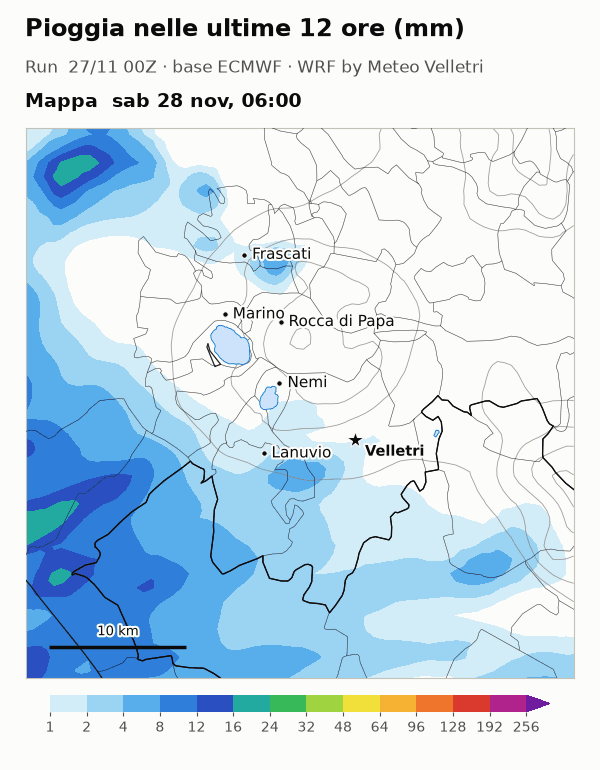 Pioggia nelle ultime 12 ore (mm)
Run  27/11 00Z · base ECMWF · WRF by Meteo Velletri
Mappa  sab 28 nov, 06:00
Frascati
Marino
Rocca di Papa
Nemi
Velletri
Lanuvio
10 km
1 2 4 8 12 16 24 32 48 64 96 128 192 256